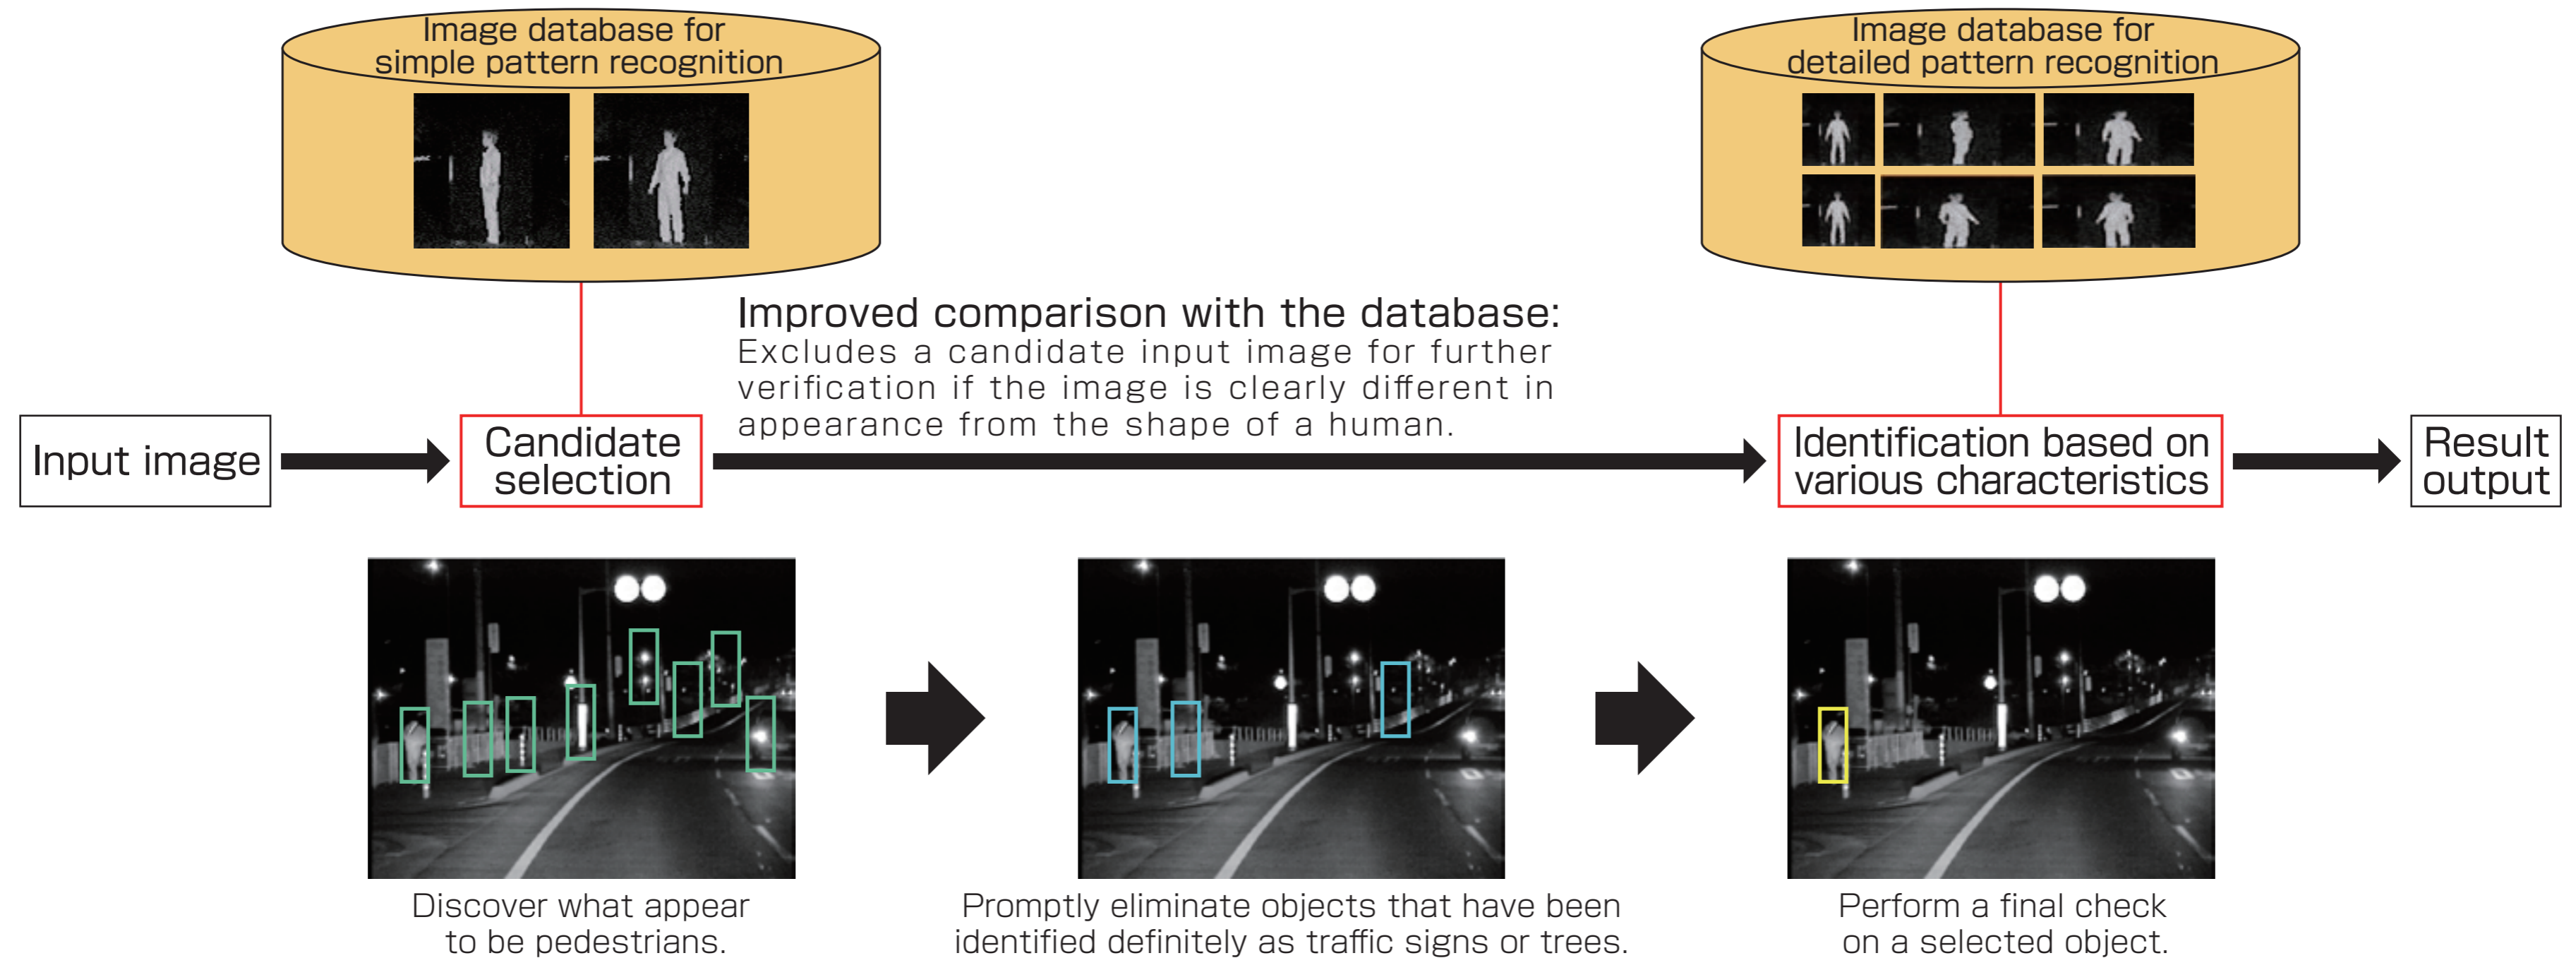 Image database for
simple pattern recognition
Image database for
detailed pattern recognition
Improved comparison with the database:
Excludes a candidate input image for further
verification if the image is clearly different in
appearance from the shape of a human.
Input image
Candidate
selection
Identification based on
various characteristics
Result
output
Discover what appear
to be pedestrians.
Promptly eliminate objects that have been
identified definitely as traffic signs or trees.
Perform a final check
on a selected object.